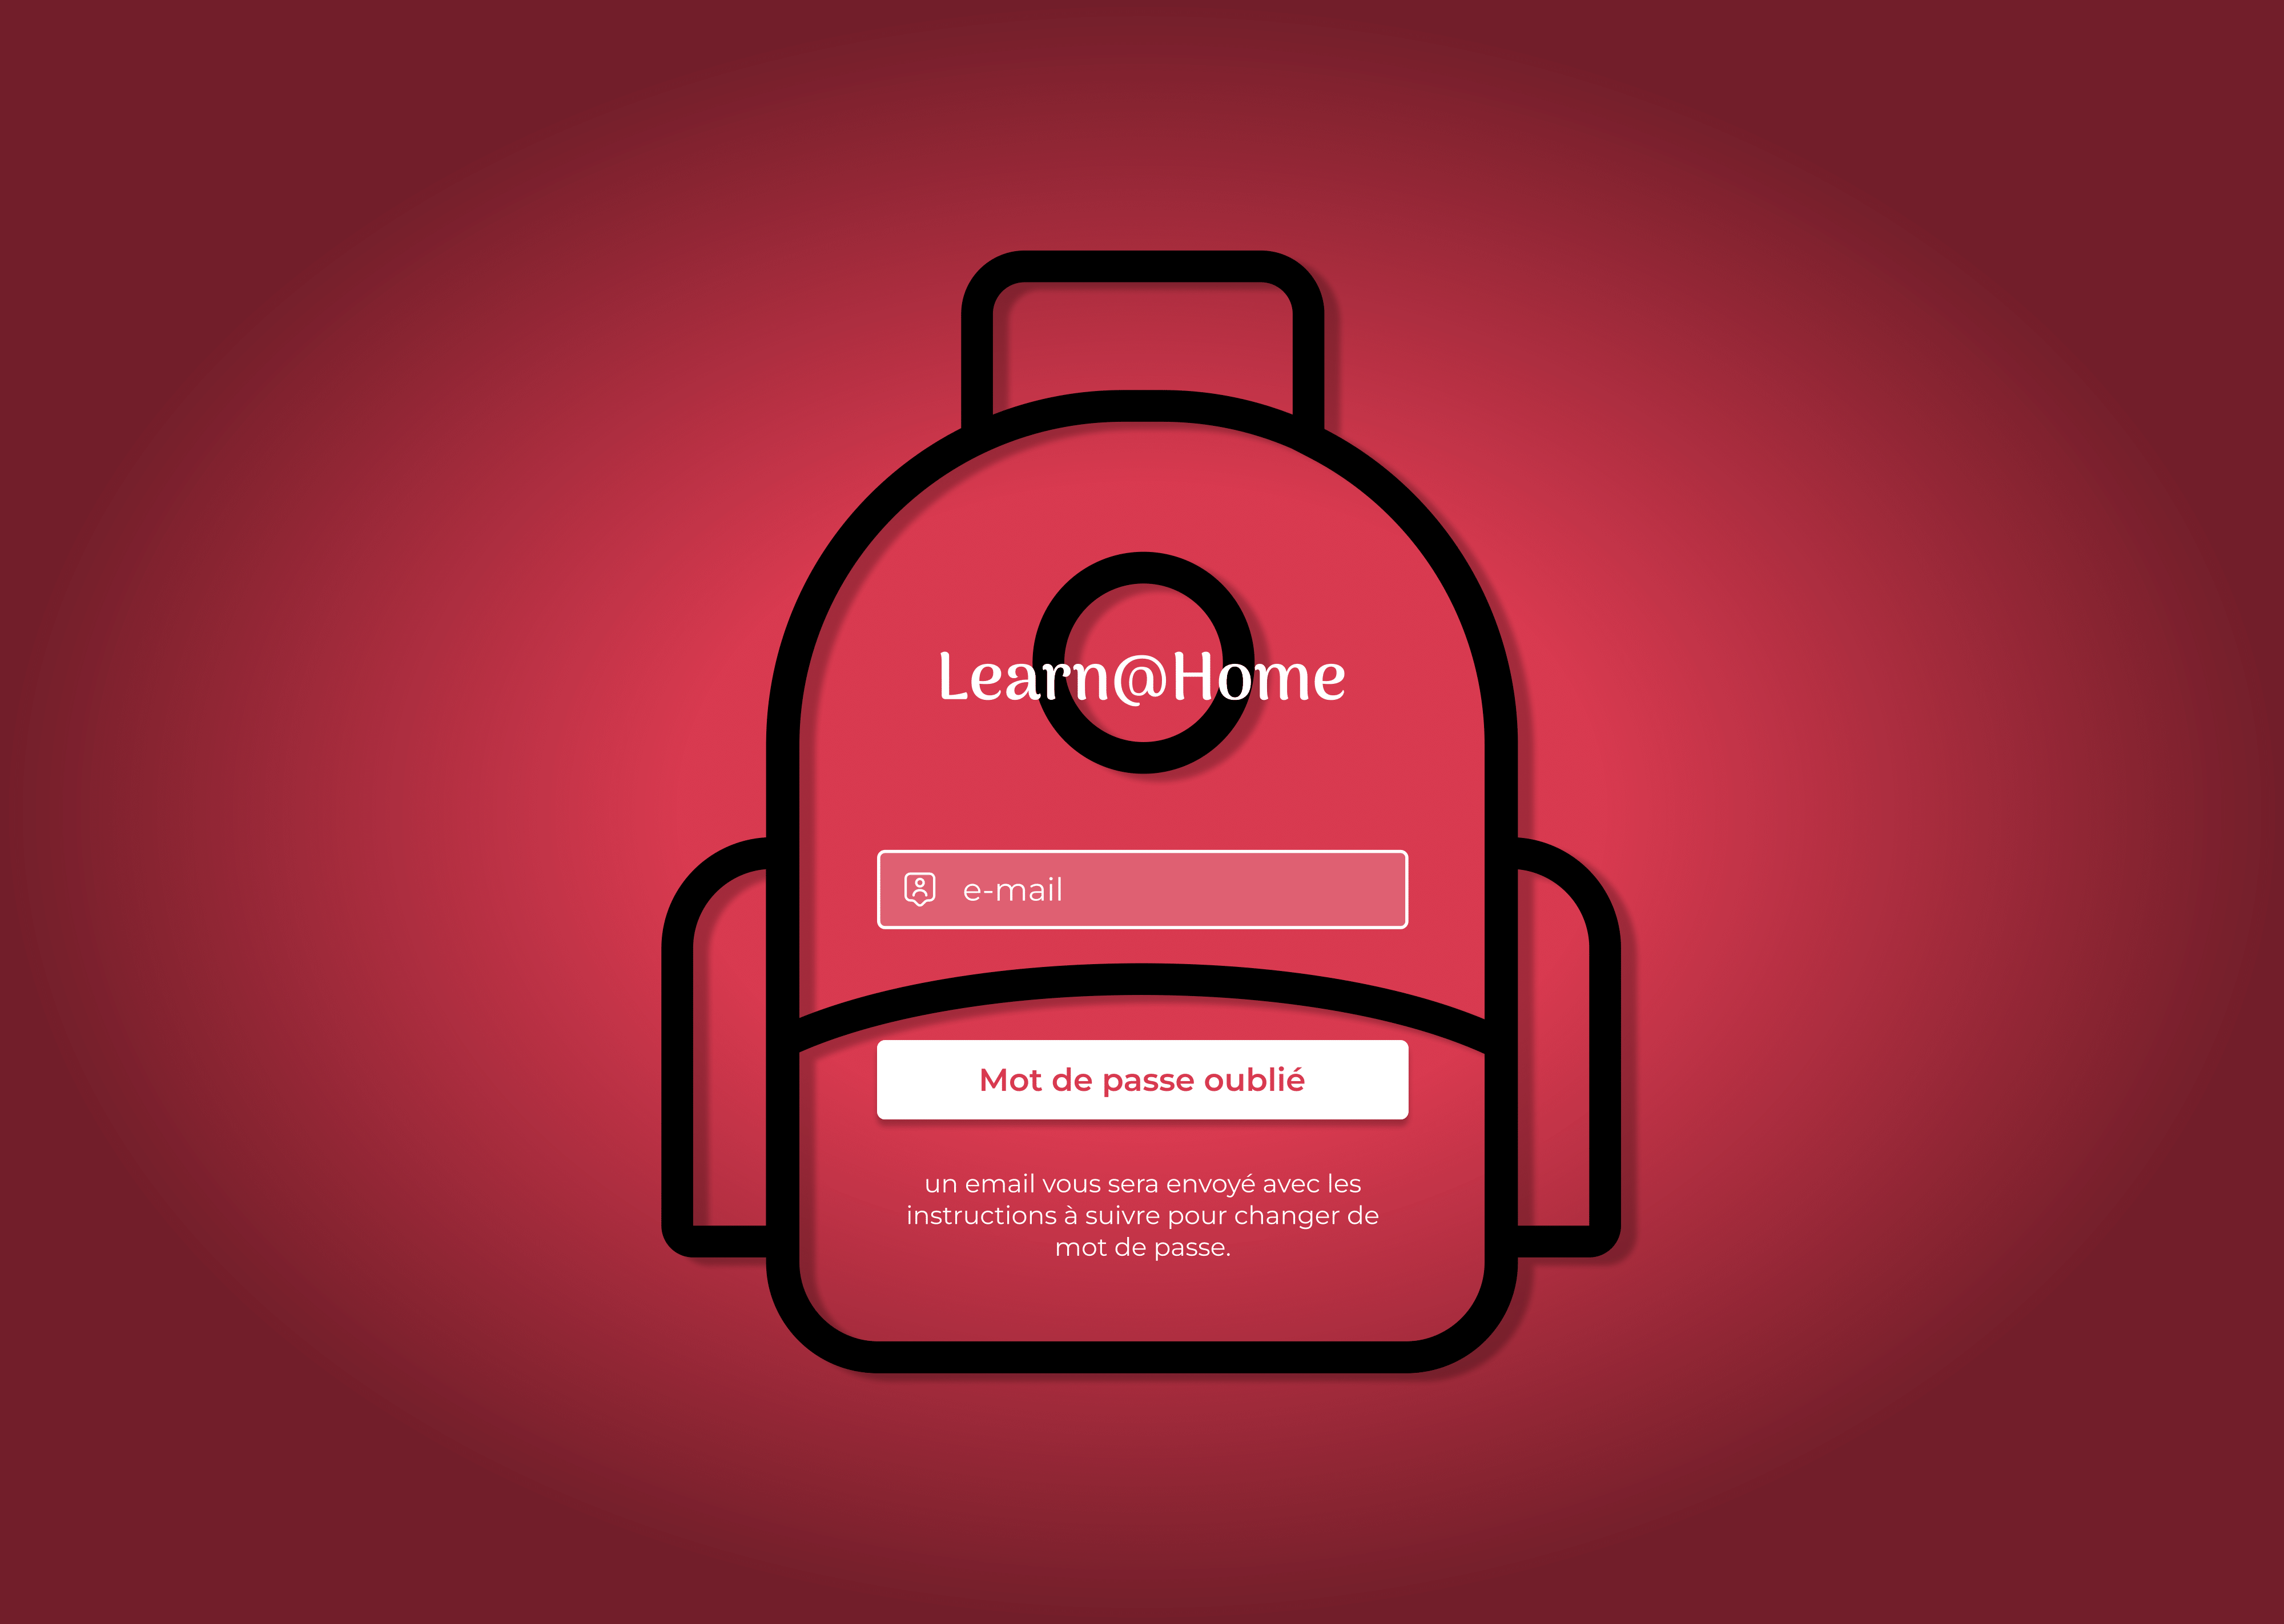 Learn@Home
e-mail
Mot de passe oublié
un email vous sera envoyé avec les
instructions à suivre pour changer de
mot de passe.